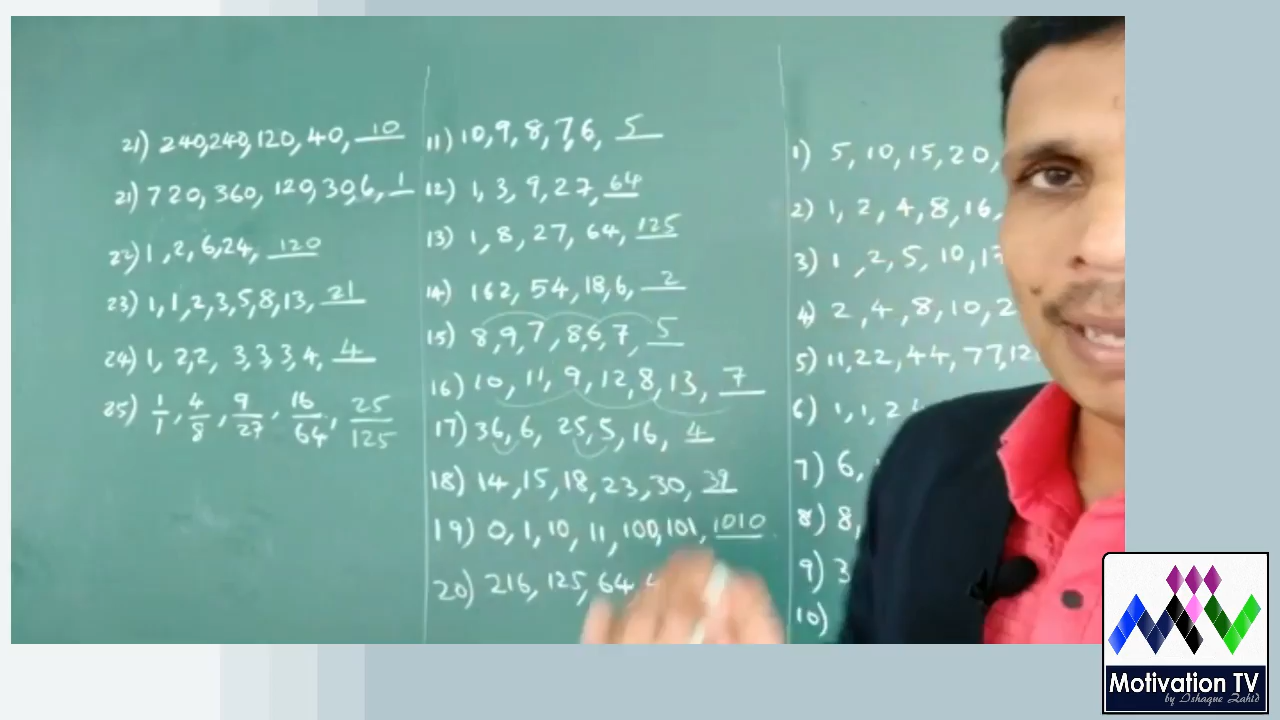 21) 240,240,120,40, 10
21) 720, 360, 120,30,6, 1
22) 1,2,6,24, 120
23) 1,1,2,3,5,8,13, 21
24) 1, 2,2, 3,3,3,4, 4
25) 1/1, 4/8, 9/27, 16/64, 25/125
11) 10,9,8,7,6, 5
12) 1, 3, 9, 27, 64
13) 1, 8, 27, 64, 125
14) 162, 54, 18,6, 2
15) 8,9,7,8,6,7, 5
16) 10, 11, 9, 12, 8, 13, 7
17) 36, 6, 25, 5, 16, 4
18) 14, 15, 18, 23, 30, 39
19) 0, 1, 10, 11, 100, 101, 1010
20) 216, 125, 64,
1) 5, 10, 15, 20,
2) 1, 2, 4, 8, 16,
3) 1, 2, 5, 10,
4) 2, 4, 8, 10,
5) 11, 22, 44, 77,
6) 1, 1, 2
7) 6,
8) 8,
9) 3
10)
Motivation TV
by Ishaque Zahid